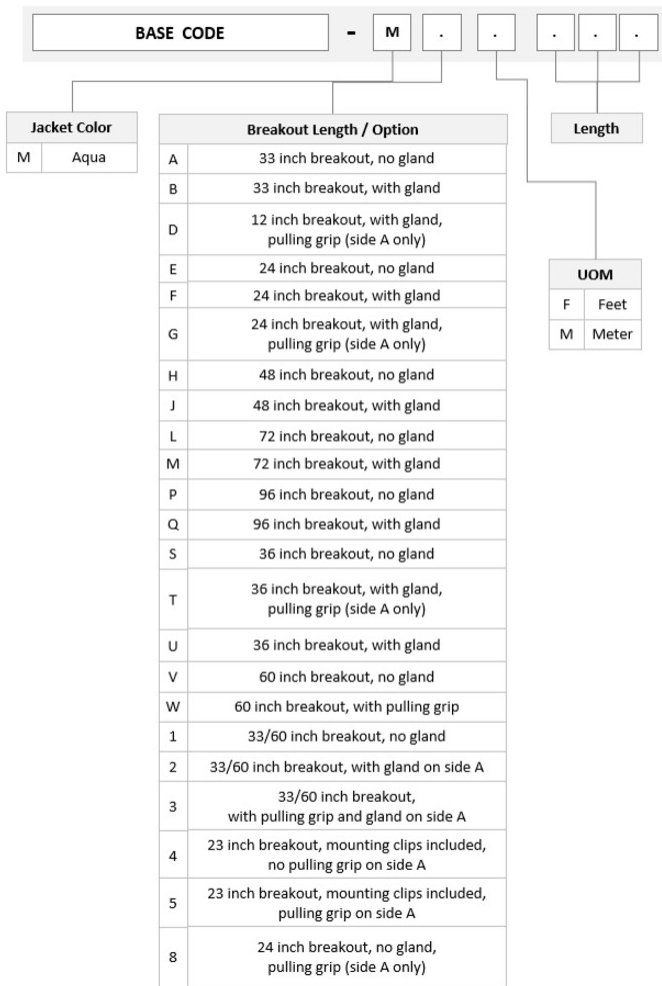 BASE CODE - M . . . . .
Jacket Color
M Aqua
Breakout Length / Option
A 33 inch breakout, no gland
B 33 inch breakout, with gland
D 12 inch breakout, with gland,
pulling grip (side A only)
E 24 inch breakout, no gland
F 24 inch breakout, with gland
G 24 inch breakout, with gland,
pulling grip (side A only)
H 48 inch breakout, no gland
J 48 inch breakout, with gland
L 72 inch breakout, no gland
M 72 inch breakout, with gland
P 96 inch breakout, no gland
Q 96 inch breakout, with gland
S 36 inch breakout, no gland
T 36 inch breakout, with gland,
pulling grip (side A only)
U 36 inch breakout, with gland
V 60 inch breakout, no gland
W 60 inch breakout, with pulling grip
1 33/60 inch breakout, no gland
2 33/60 inch breakout, with gland on side A
3 33/60 inch breakout,
with pulling grip and gland on side A
4 23 inch breakout, mounting clips included,
no pulling grip on side A
5 23 inch breakout, mounting clips included,
pulling grip on side A
8 24 inch breakout, no gland,
pulling grip (side A only)
Length
UOM
F Feet
M Meter